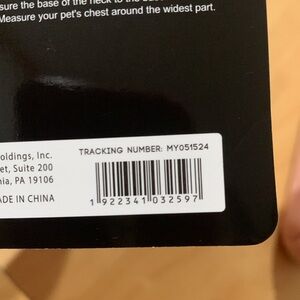 sure the base of the neck to the
Measure your pet's chest around the widest part.
TRACKING NUMBER: MY051524
oldings, Inc.
et, Suite 200
nia, PA 19106
ADE IN CHINA
1 922341 032597